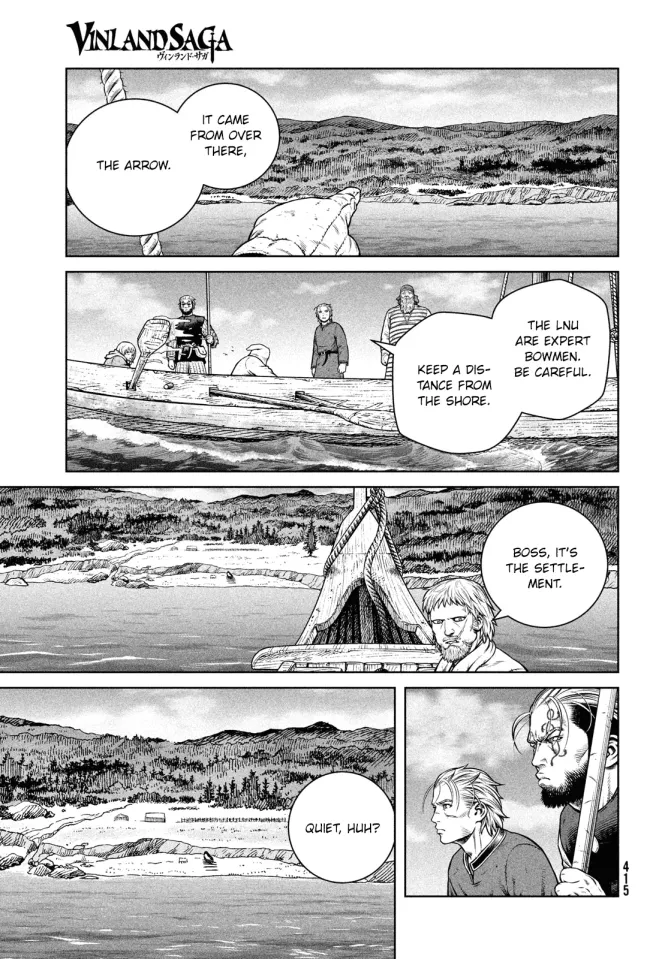 VINLAND SAGA
ヴィンランド・サガ
IT CAME
FROM OVER
THERE,
THE ARROW.
THE LNU
ARE EXPERT
BOWMEN.
BE CAREFUL.
KEEP A DIS-
TANCE FROM
THE SHORE.
BOSS, IT'S
THE SETTLE-
MENT.
QUIET, HUH?
415